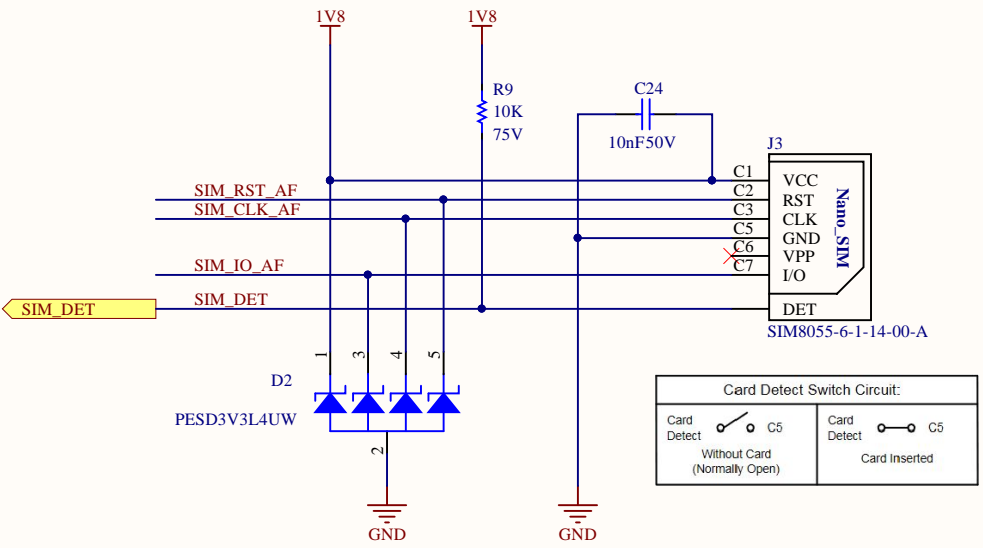 1V8
1V8
R9
10K
75V
C24
10nF50V
J3
C1
VCC
SIM_RST_AF
C2
RST
SIM_CLK_AF
C3
CLK
C5
GND
C6
VPP
SIM_IO_AF
C7
I/O
Nano_SIM
SIM_DET
SIM_DET
DET
SIM8055-6-1-14-00-A
1
3
4
5
D2
PESD3V3L4UW
2
GND
GND
Card Detect Switch Circuit:
Card
Detect
C5
Without Card
(Normally Open)
Card
Detect
C5
Card Inserted